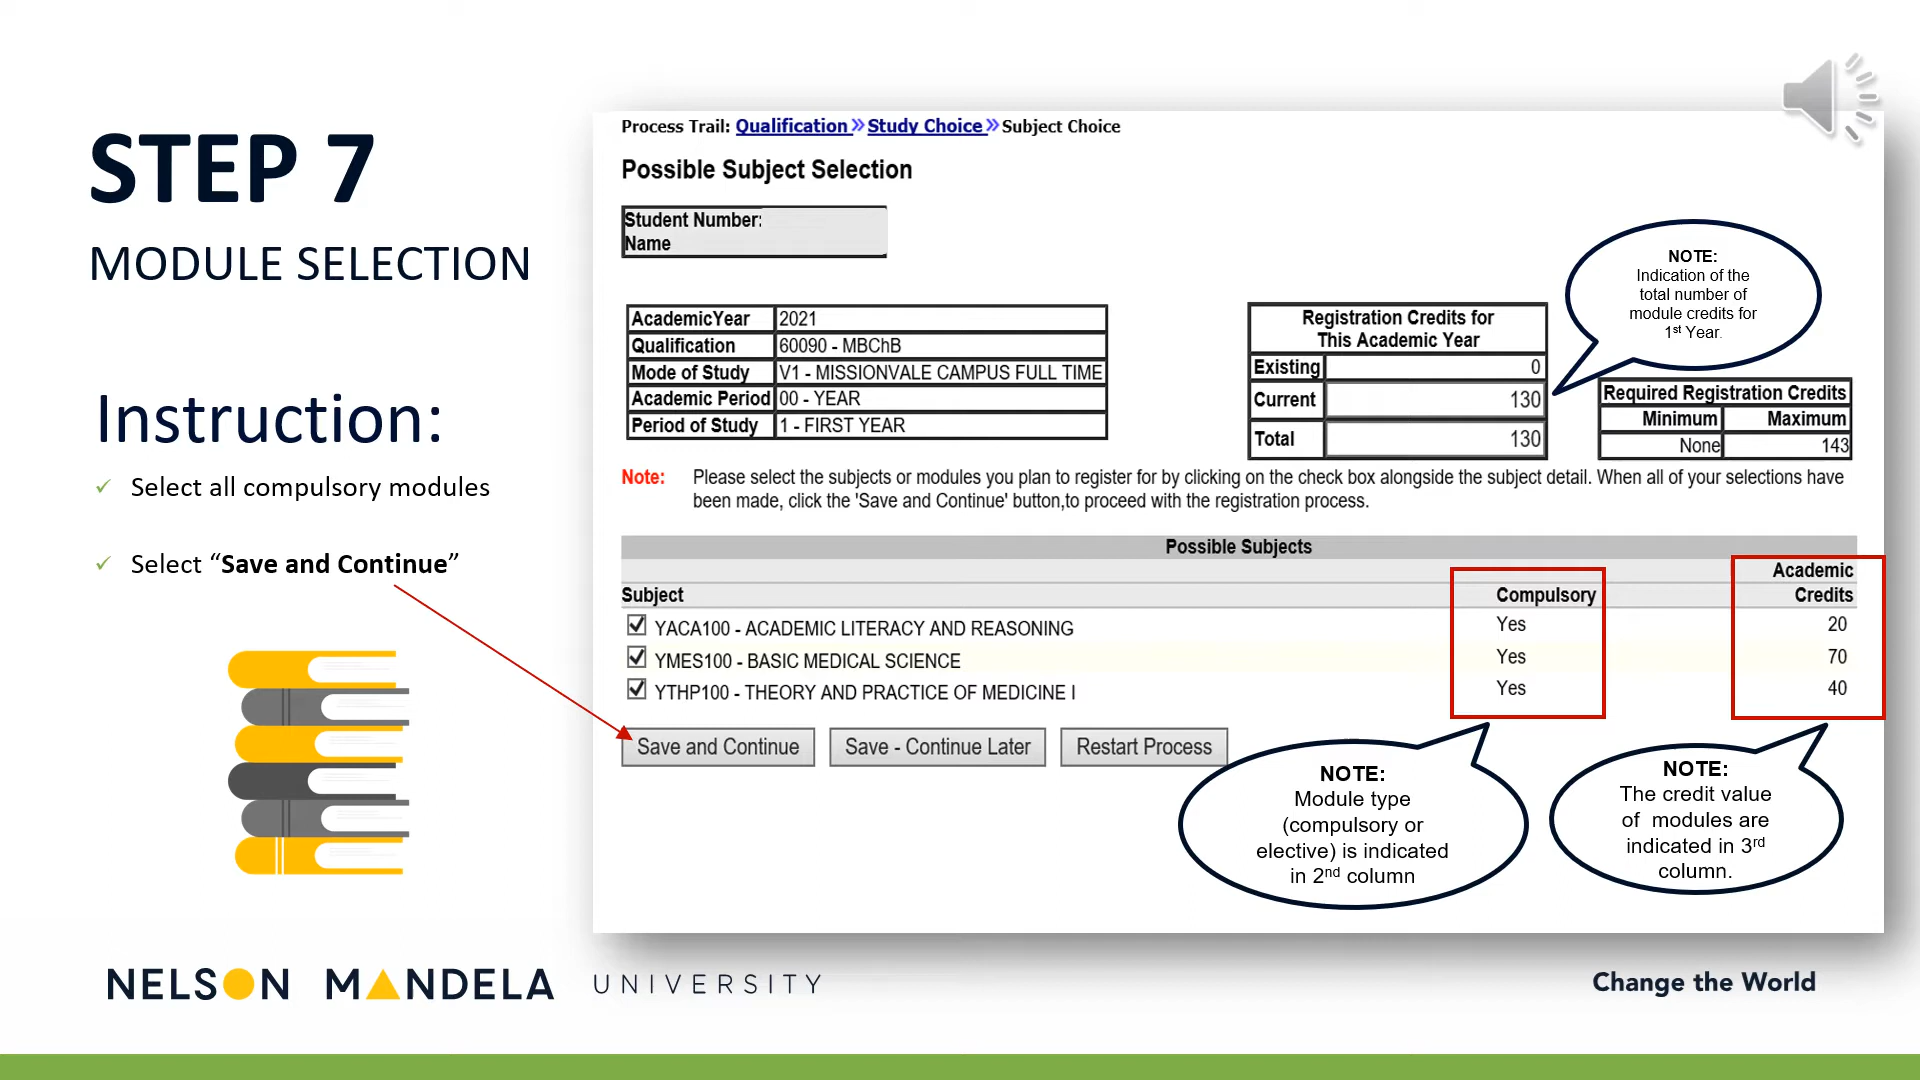 STEP 7
MODULE SELECTION
Instruction:
Select all compulsory modules
Select “Save and Continue”
Process Trail: Qualification » Study Choice » Subject Choice
Possible Subject Selection
Student Number:
Name
AcademicYear 2021
Qualification 60090 - MBChB
Mode of Study V1 - MISSIONVALE CAMPUS FULL TIME
Academic Period 00 - YEAR
Period of Study 1 - FIRST YEAR
Registration Credits for
This Academic Year
Existing 0
Current 130
Total 130
NOTE:
Indication of the
total number of
module credits for
1st Year.
Required Registration Credits
Minimum Maximum
None 143
Note: Please select the subjects or modules you plan to register for by clicking on the check box alongside the subject detail. When all of your selections have
been made, click the 'Save and Continue' button,to proceed with the registration process.
Possible Subjects
Academic
Subject Compulsory Credits
YACA100 - ACADEMIC LITERACY AND REASONING Yes 20
YMES100 - BASIC MEDICAL SCIENCE Yes 70
YTHP100 - THEORY AND PRACTICE OF MEDICINE I Yes 40
Save and Continue Save - Continue Later Restart Process
NOTE:
Module type
(compulsory or
elective) is indicated
in 2nd column
NOTE:
The credit value
of modules are
indicated in 3rd
column.
NELSON MANDELA UNIVERSITY
Change the World